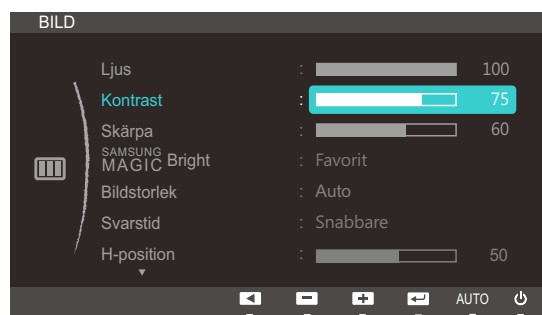 BILD
Ljus : 100
Kontrast : 75
Skärpa : 60
SAMSUNG
MAGIC Bright : Favorit
Bildstorlek : Auto
Svarstid : Snabbare
H-position : 50
AUTO